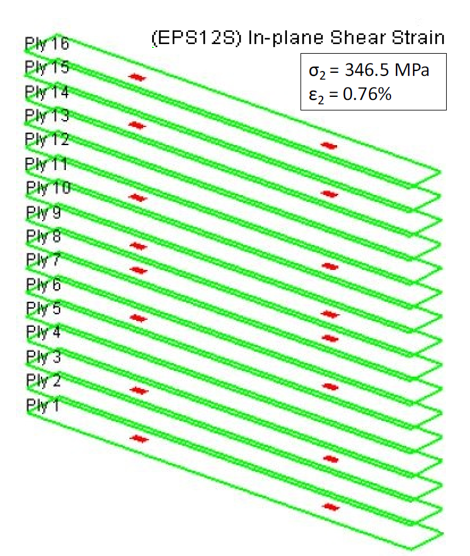 (EPS12S) In-plane Shear Strain
σ₂ = 346.5 MPa
ε₂ = 0.76%
Ply 16
Ply 15
Ply 14
Ply 13
Ply 12
Ply 11
Ply 10
Ply 9
Ply 8
Ply 7
Ply 6
Ply 5
Ply 4
Ply 3
Ply 2
Ply 1